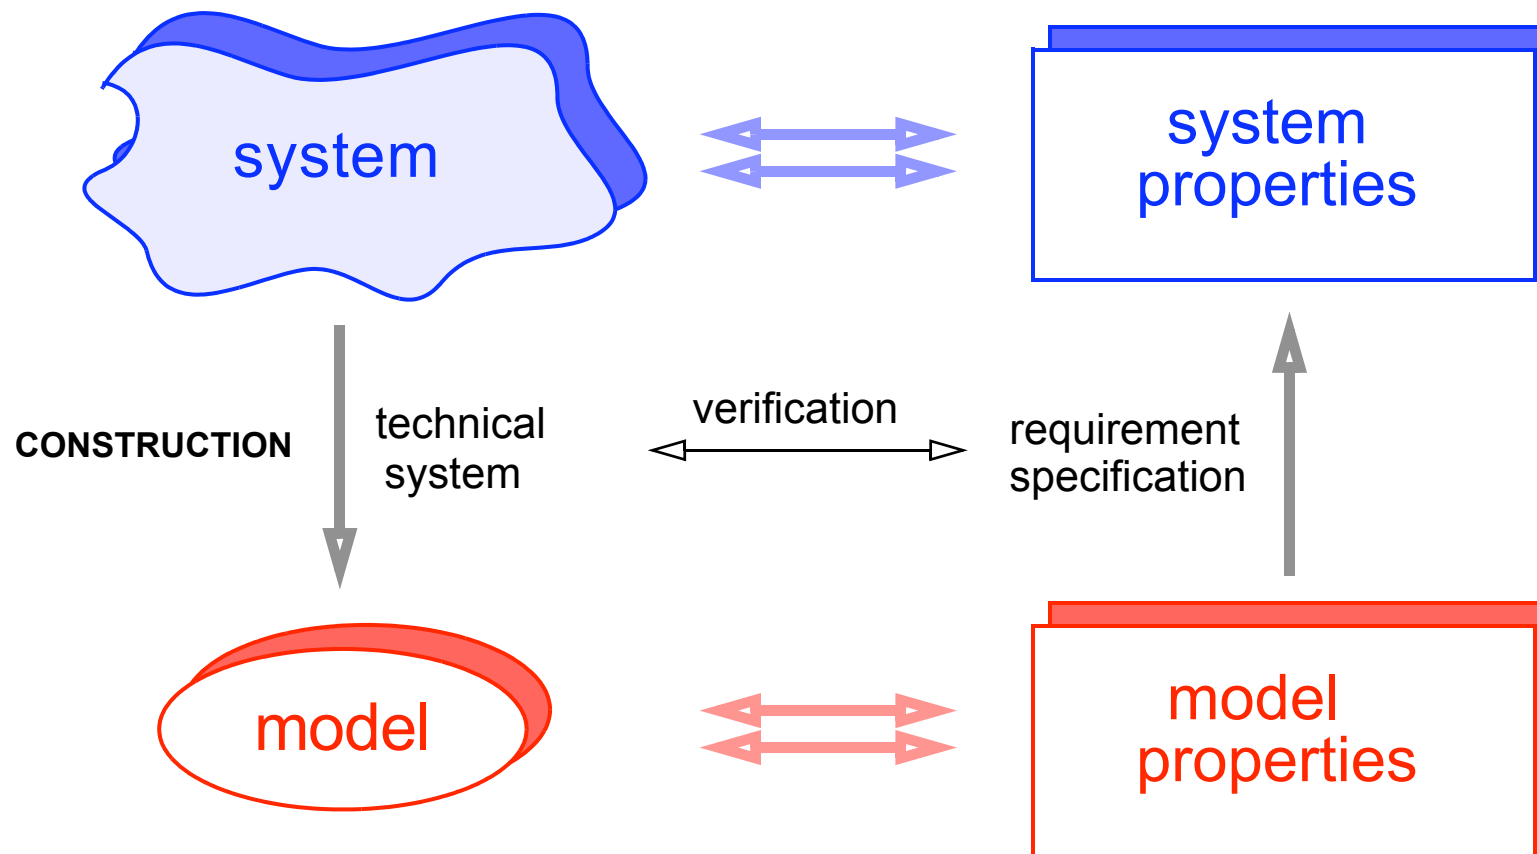 system
system
properties
CONSTRUCTION
technical
system
verification
requirement
specification
model
model
properties